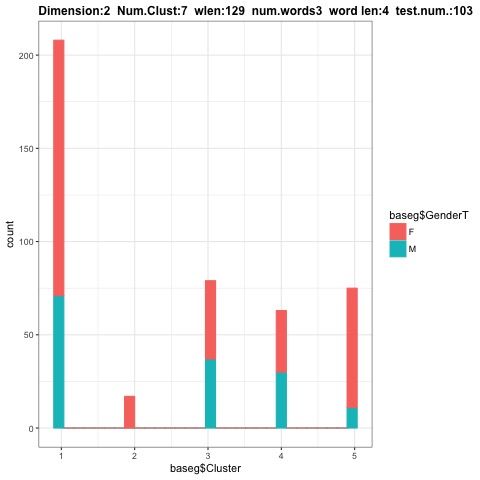 Dimension:2 Num.Clust:7 wlen:129 num.words3 word len:4 test.num.:103
200
150
100
50
0
count
1 2 3 4 5
baseg$Cluster
baseg$GenderT
F
M